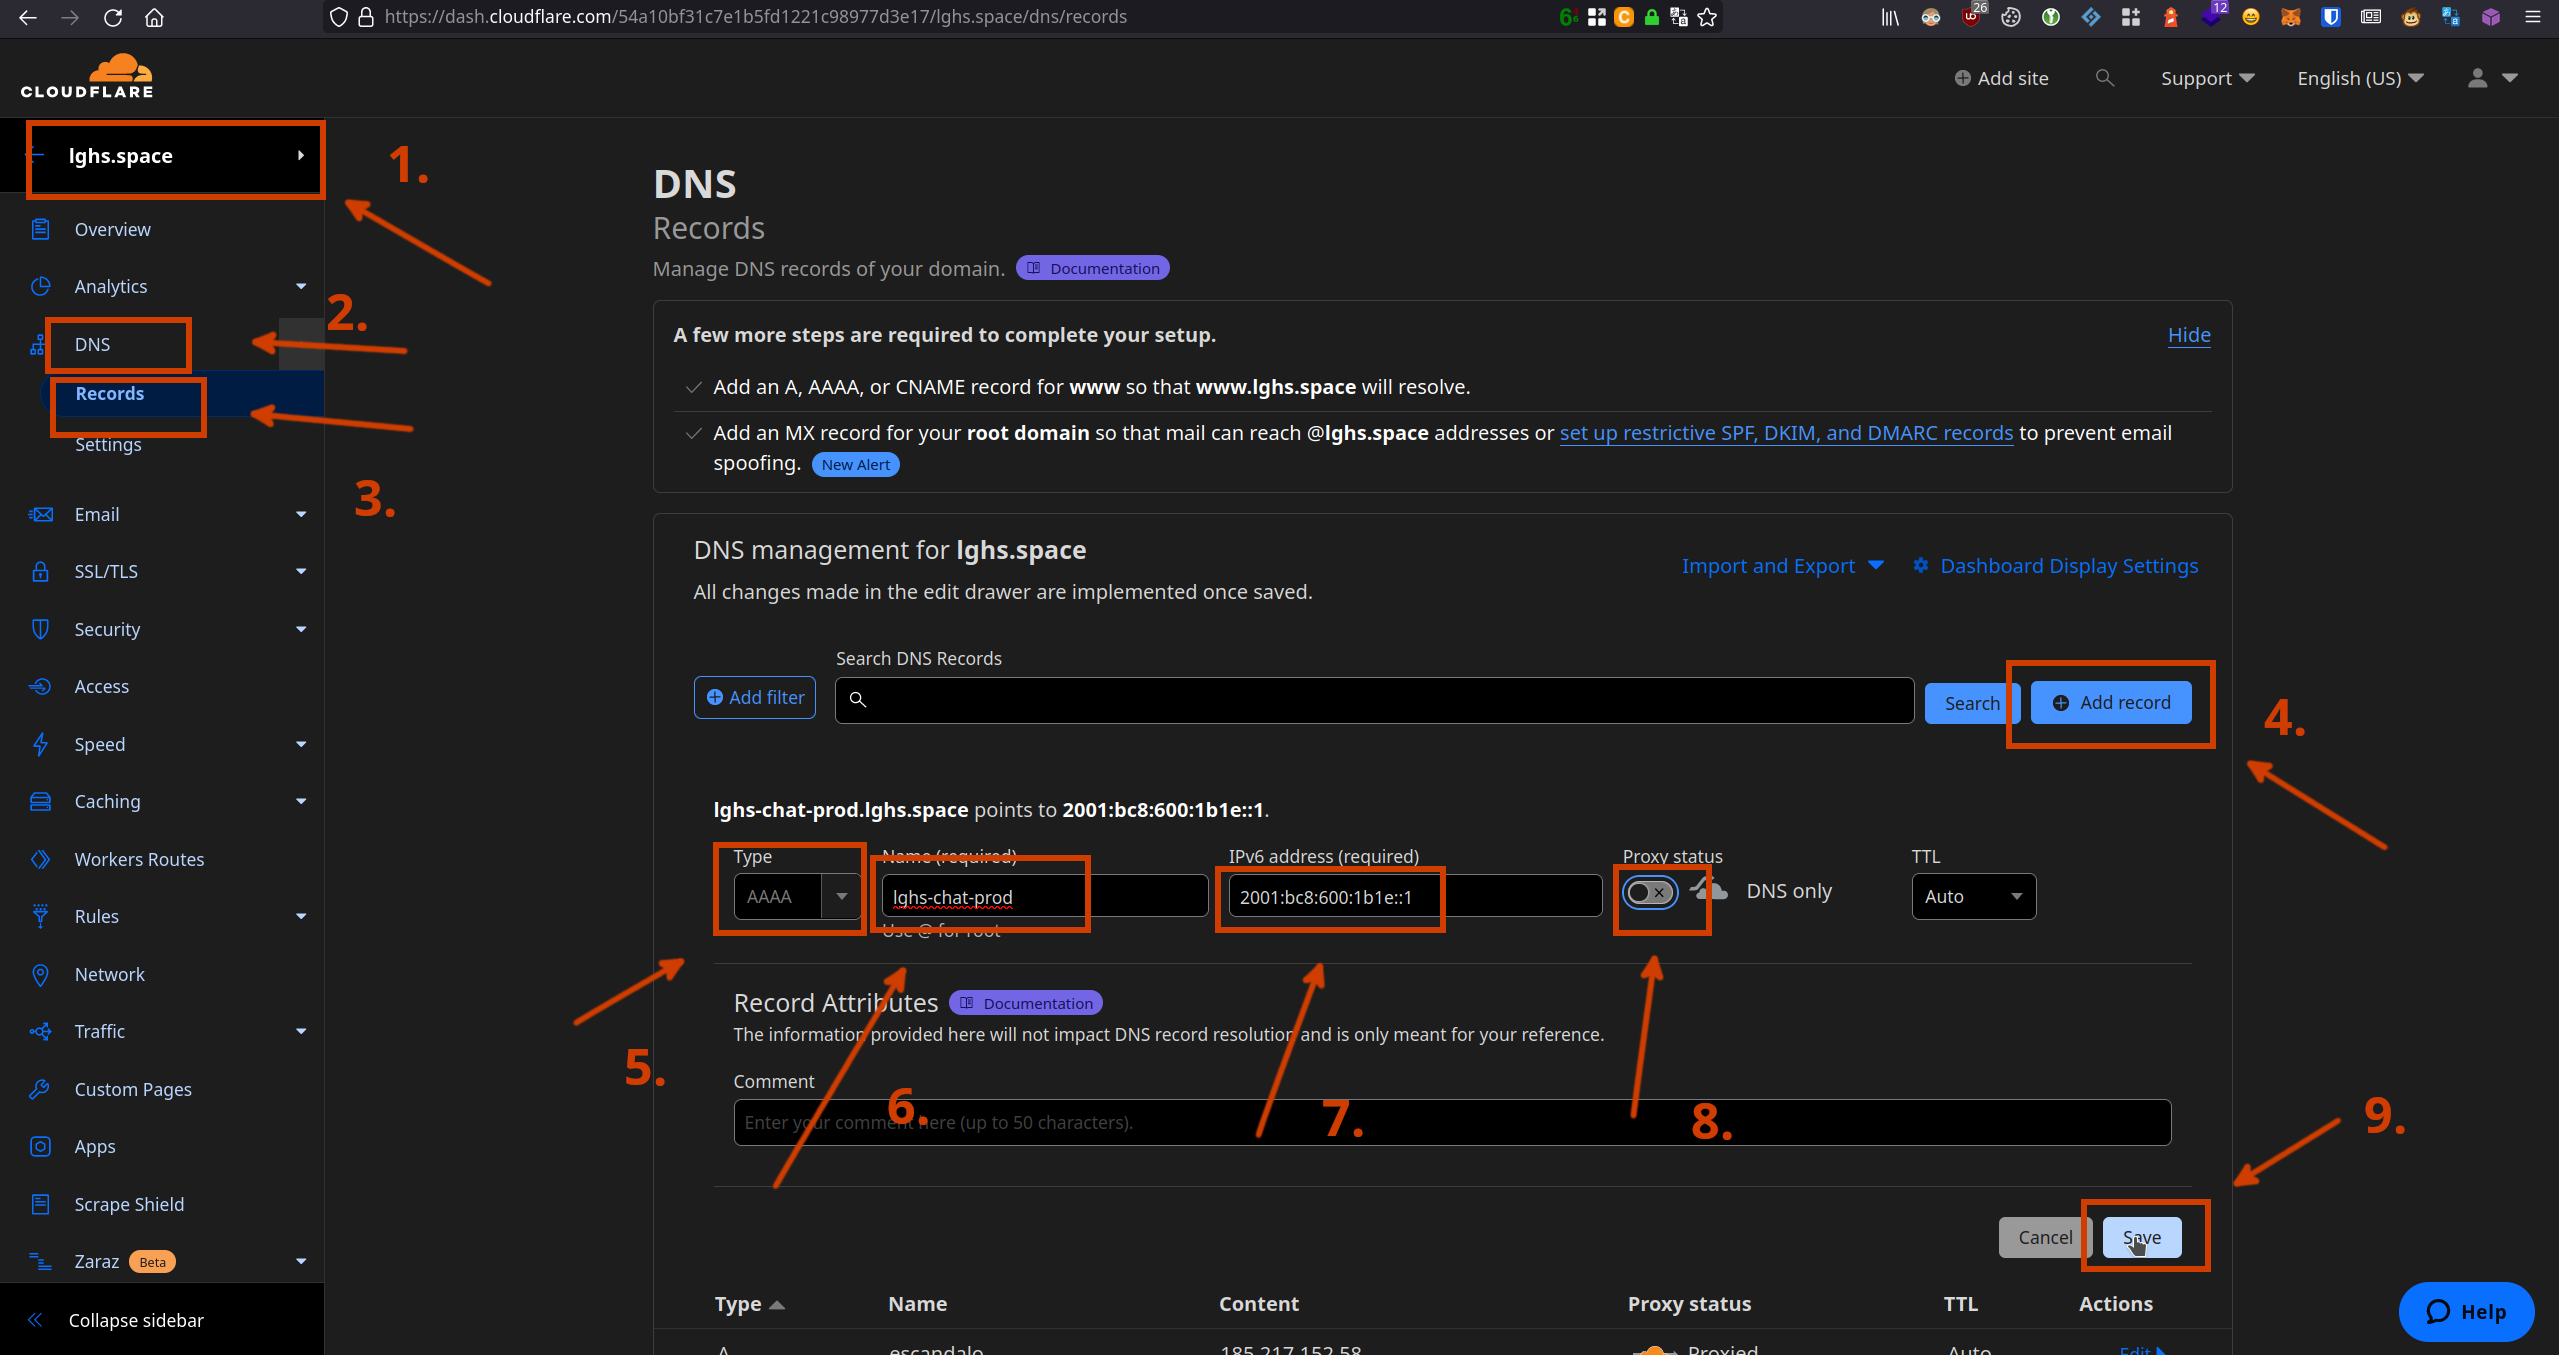 https://dash.cloudflare.com/54a10bf31c7e1b5fd1221c98977d3e17/lghs.space/dns/records
26
12
CLOUDFLARE
Add site
Support
English (US)
lghs.space
1.
Overview
Analytics
2.
DNS
Records
Settings
3.
Email
SSL/TLS
Security
Access
Speed
Caching
Workers Routes
Rules
Network
Traffic
Custom Pages
Apps
Scrape Shield
Zaraz Beta
Collapse sidebar
DNS
Records
Manage DNS records of your domain. Documentation
A few more steps are required to complete your setup.
Hide
Add an A, AAAA, or CNAME record for www so that www.lghs.space will resolve.
Add an MX record for your root domain so that mail can reach @lghs.space addresses or set up restrictive SPF, DKIM, and DMARC records to prevent email
spoofing. New Alert
DNS management for lghs.space
Import and Export
Dashboard Display Settings
All changes made in the edit drawer are implemented once saved.
Search DNS Records
Add filter
Search
Add record
4.
lghs-chat-prod.lghs.space points to 2001:bc8:600:1b1e::1.
Type
Name (required)
IPv6 address (required)
Proxy status
TTL
AAAA
lghs-chat-prod
2001:bc8:600:1b1e::1
DNS only
Auto
Use @ for root
Record Attributes Documentation
The information provided here will not impact DNS record resolution and is only meant for your reference.
5.
Comment
6.
7.
8.
9.
Enter your comment here (up to 50 characters).
Cancel
Save
Type
Name
Content
Proxy status
TTL
Actions
A
escandalo
185.217.152.58
Proxied
Auto
Edit
Help